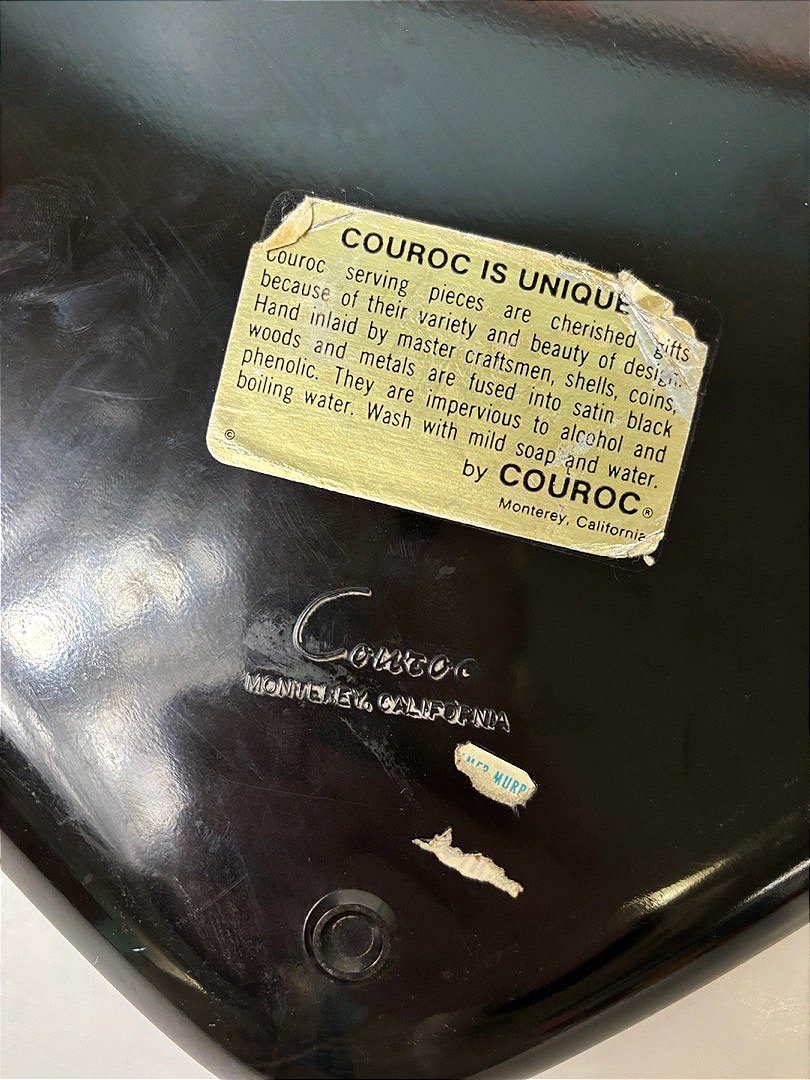 COUROC IS UNIQUE
Couroc serving pieces are cherished gifts
because of their variety and beauty of design.
Hand inlaid by master craftsmen, shells, coins,
woods and metals are fused into satin black
phenolic. They are impervious to alcohol and
boiling water. Wash with mild soap and water.
© by COUROC®
Monterey, California
Couroc
MONTEREY, CALIFORNIA
MURP